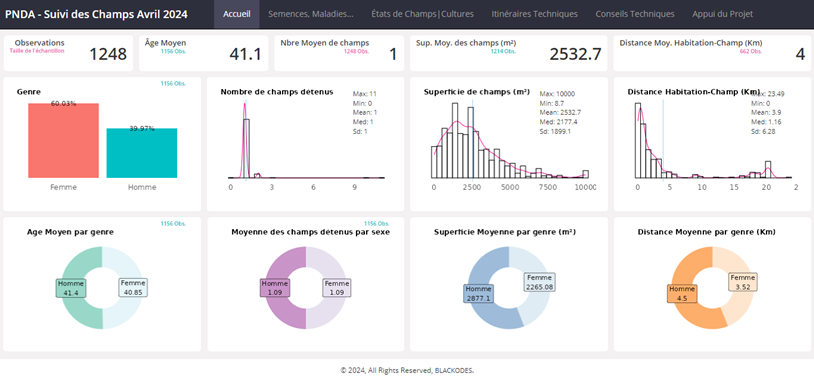 PNDA - Suivi des Champs Avril 2024
Accueil
Semences, Maladies...
États de Champs|Cultures
Itinéraires Techniques
Conseils Techniques
Appui du Projet
Observations
Taille de l'échantillon
1248
Âge Moyen
1156 Obs.
41.1
Nbre Moyen de champs
1248 Obs.
1
Sup. Moy. des champs (m²)
1214 Obs.
2532.7
Distance Moy. Habitation-Champ (Km)
662 Obs.
4
1156 Obs.
Genre
60.03%
39.97%
Femme
Homme
Nombre de champs détenus
Max: 11
Min: 0
Mean: 1
Med: 1
Sd: 1
0
3
6
9
Superficie de champs (m²)
Max: 10000
Min: 8.7
Mean: 2532.7
Med: 2177.4
Sd: 1899.1
0
2500
5000
7500
10000
Distance Habitation-Champ (Km)
Max: 23.49
Min: 0
Mean: 3.9
Med: 1.16
Sd: 6.28
0
5
10
15
20
2
1156 Obs.
Age Moyen par genre
Homme
41.4
Femme
40.85
1156 Obs.
Moyenne des champs detenus par sexe
Homme
1.09
Femme
1.09
Superficie Moyenne par genre (m²)
Homme
2877.1
Femme
2265.08
Distance Moyenne par genre (Km)
Homme
4.5
Femme
3.52
© 2024, All Rights Reserved, BLACKODES.